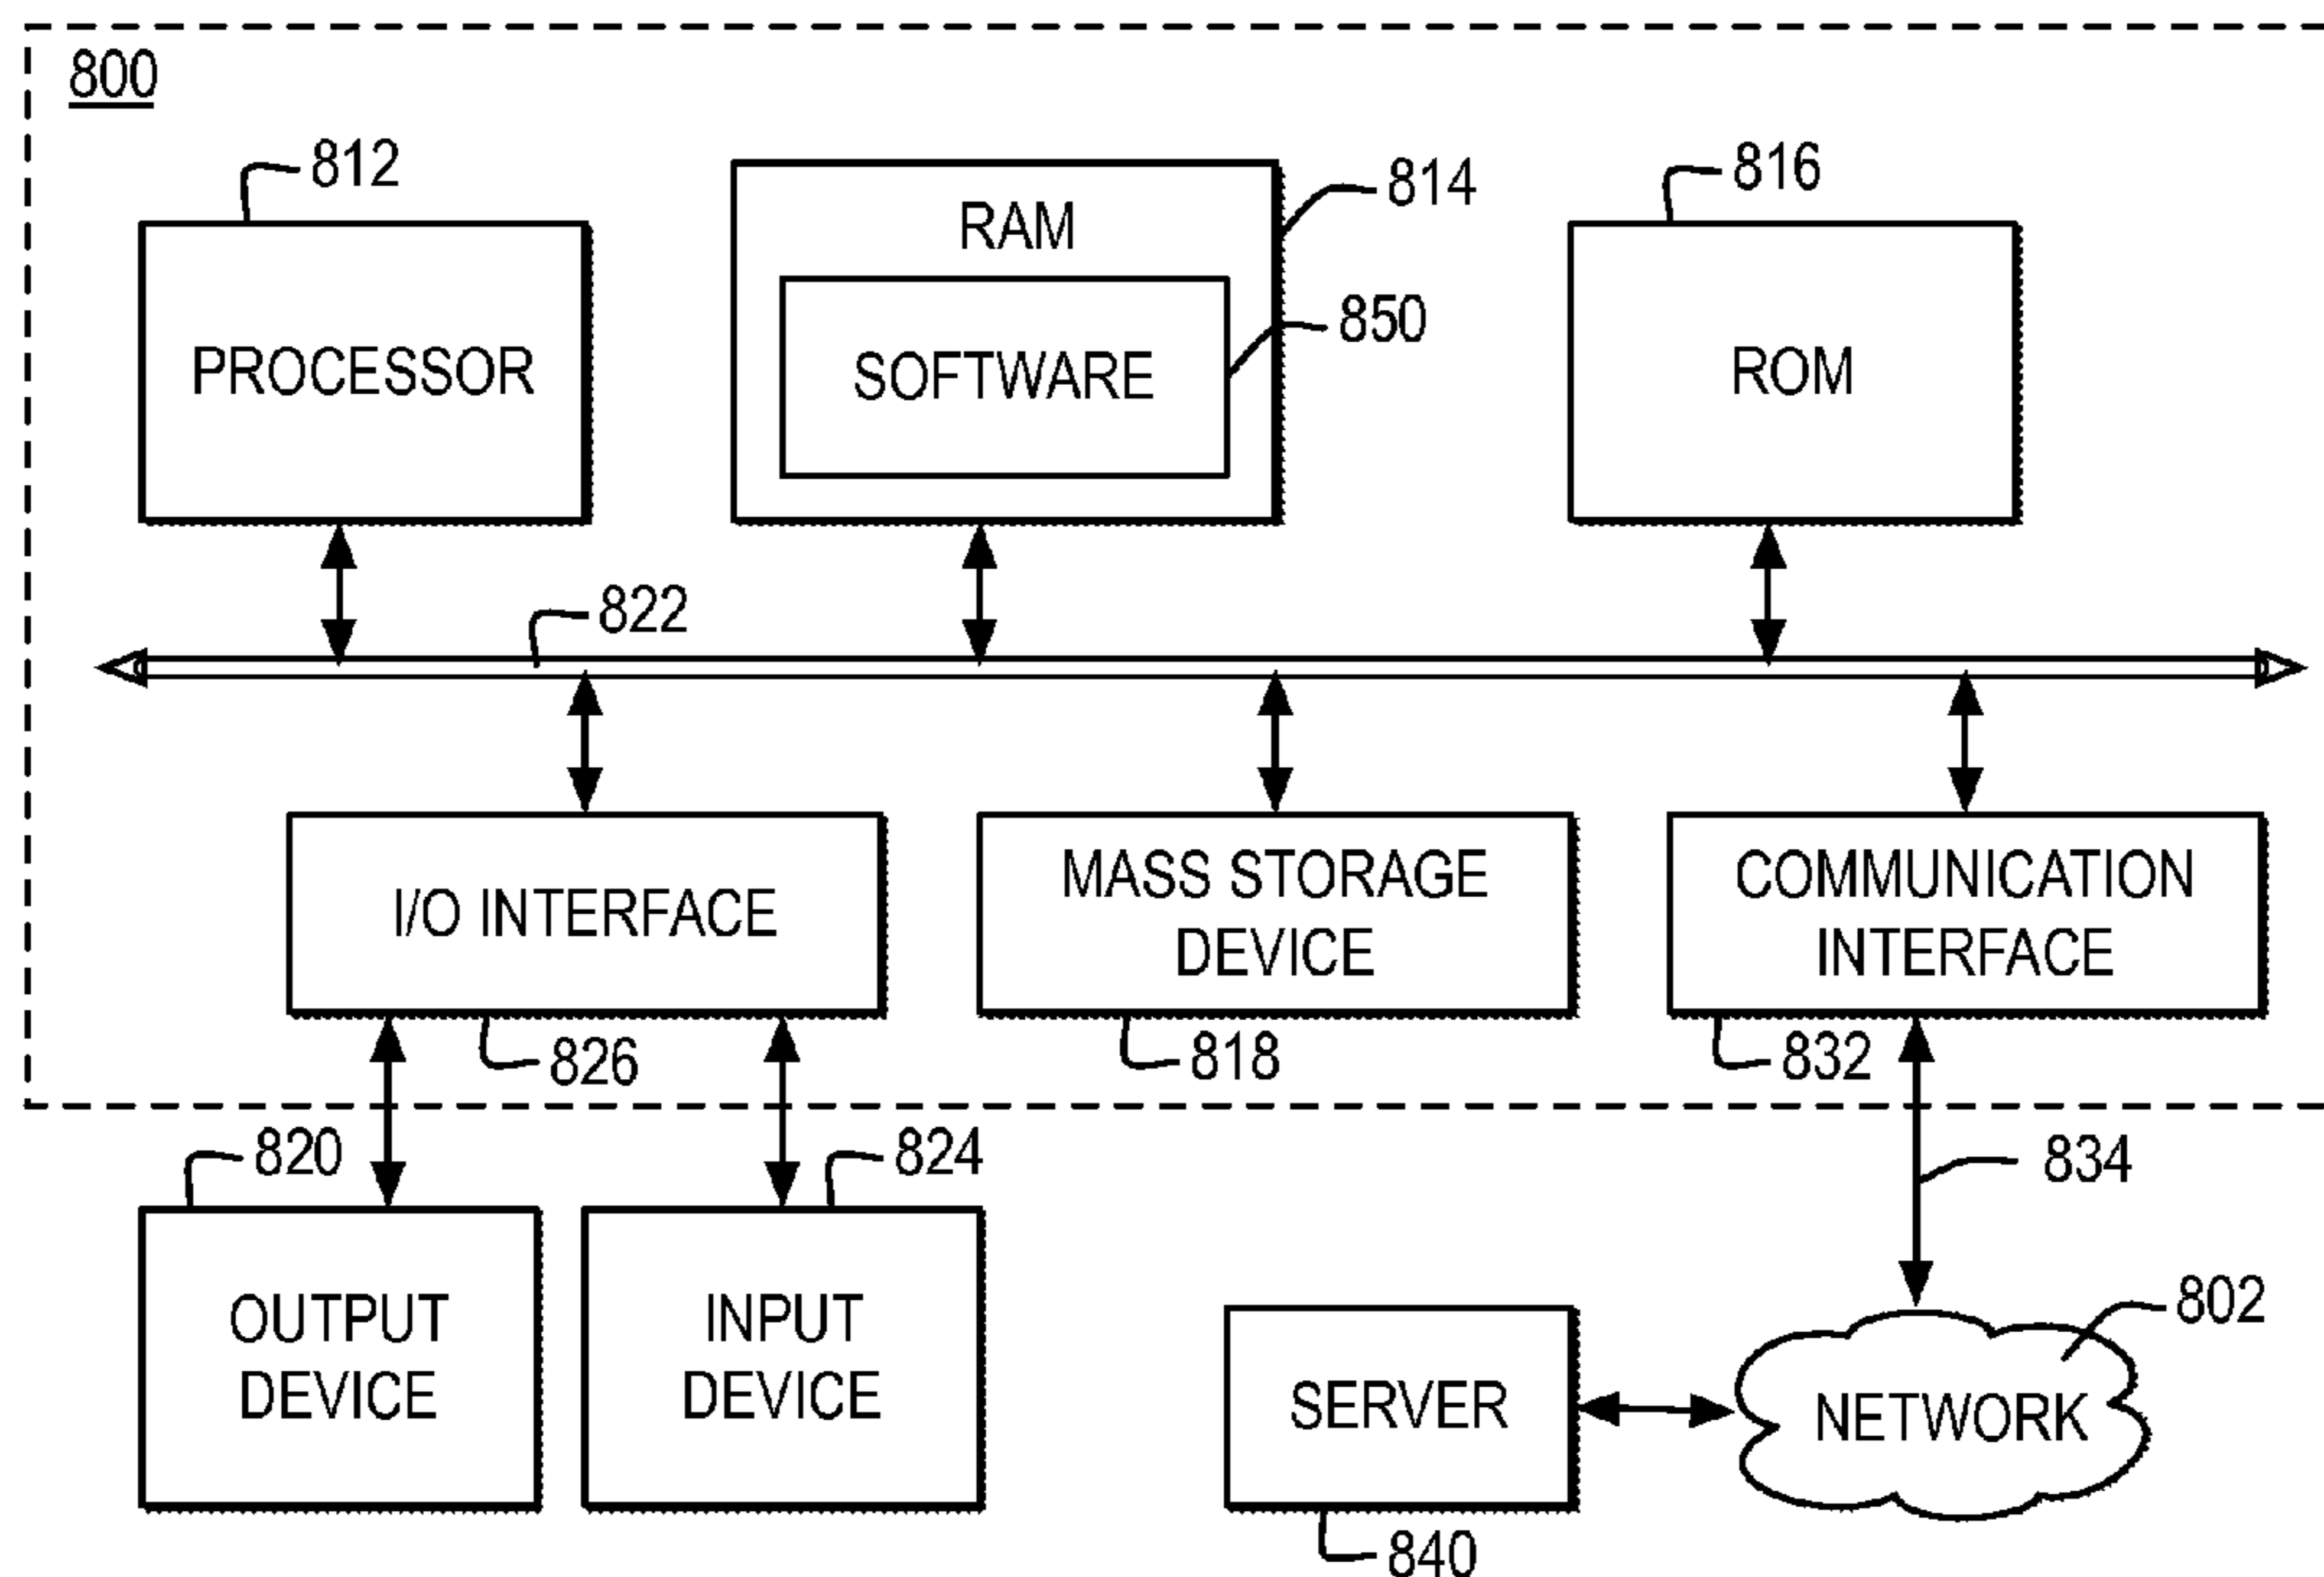 800
812
814
816
RAM
850
PROCESSOR
SOFTWARE
ROM
822
I/O INTERFACE
MASS STORAGE
DEVICE
COMMUNICATION
INTERFACE
826
818
832
820
824
834
OUTPUT
DEVICE
INPUT
DEVICE
802
SERVER
NETWORK
840